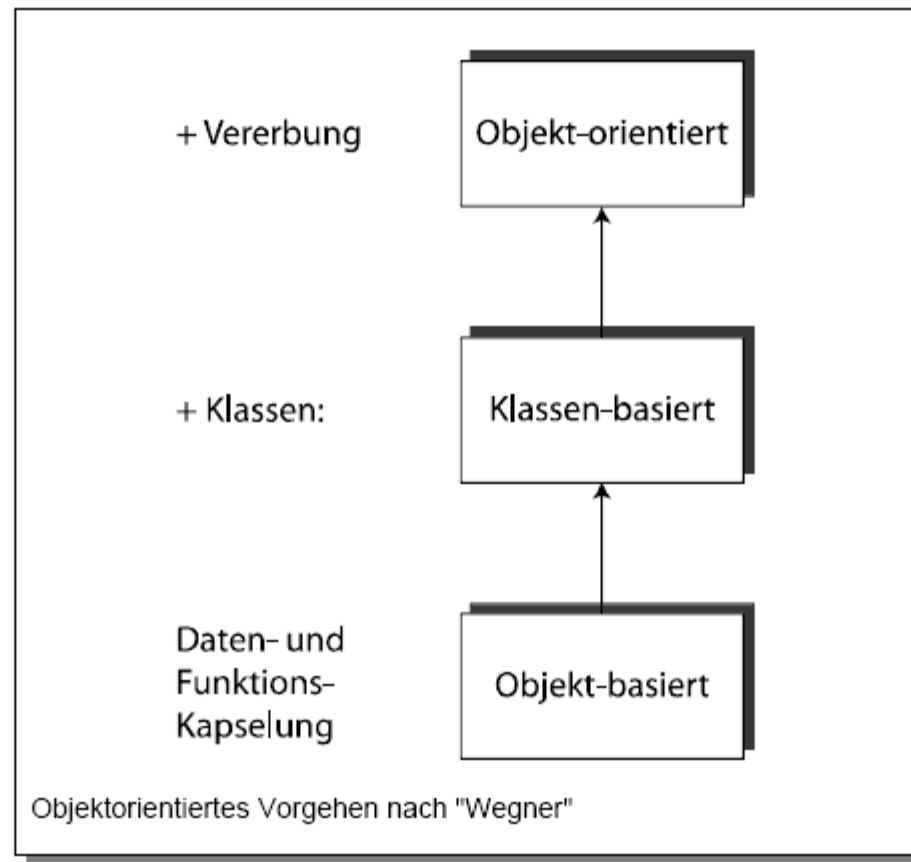 + Vererbung
Objekt-orientiert
+ Klassen:
Klassen-basiert
Daten- und
Funktions-
Kapselung
Objekt-basiert
Objektorientiertes Vorgehen nach "Wegner"